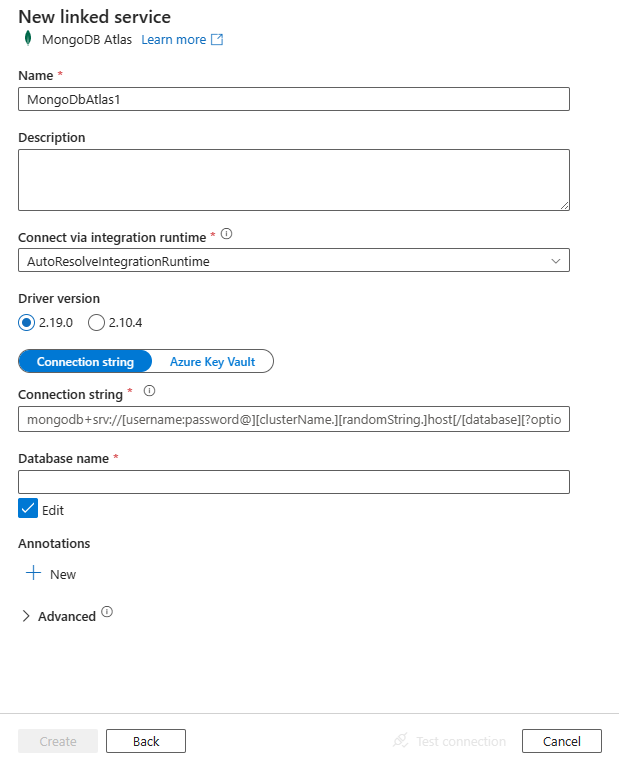 New linked service
MongoDB Atlas Learn more
Name *
MongoDbAtlas1
Description
Connect via integration runtime *
AutoResolveIntegrationRuntime
Driver version
2.19.0 2.10.4
Connection string Azure Key Vault
Connection string *
mongodb+srv://[username:password@][clusterName.][randomString.]host[/[database][?optio
Database name *
Edit
Annotations
New
Advanced
Create Back Test connection Cancel